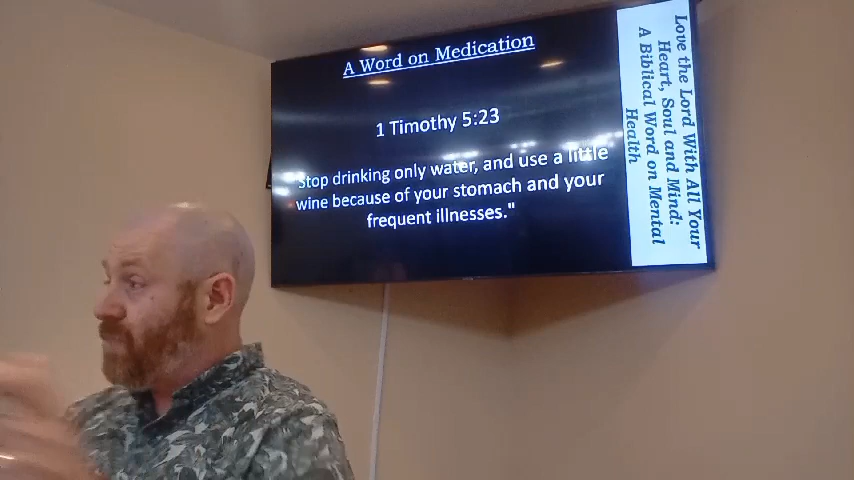 A Word on Medication
1 Timothy 5:23
"Stop drinking only water, and use a little
wine because of your stomach and your
frequent illnesses."
Love the Lord With All Your
Heart, Soul and Mind:
A Biblical Word on Mental
Health